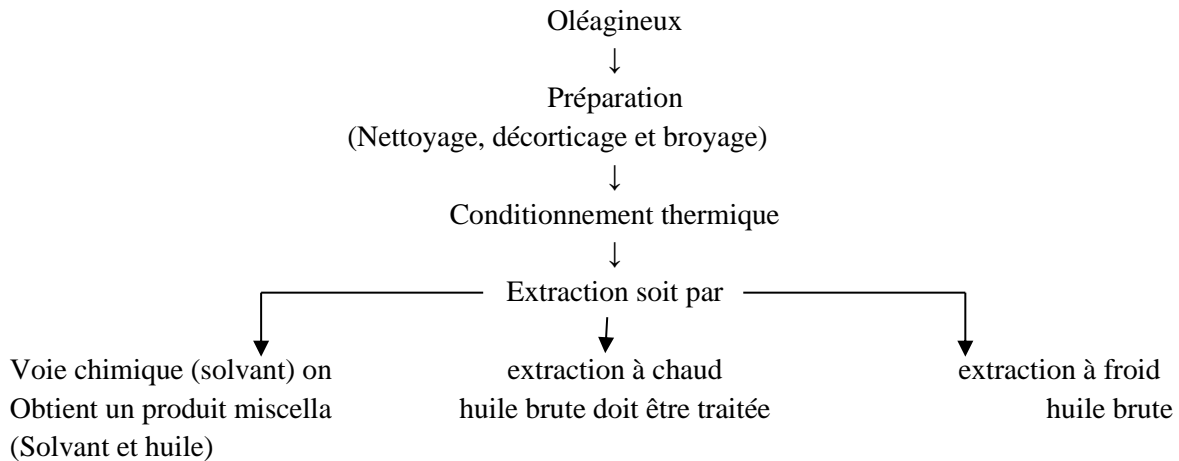 Oléagineux
↓
Préparation
(Nettoyage, décorticage et broyage)
↓
Conditionnement thermique
↓
Extraction soit par
Voie chimique (solvant) on
Obtient un produit miscella
(Solvant et huile)
extraction à chaud
huile brute doit être traitée
extraction à froid
huile brute